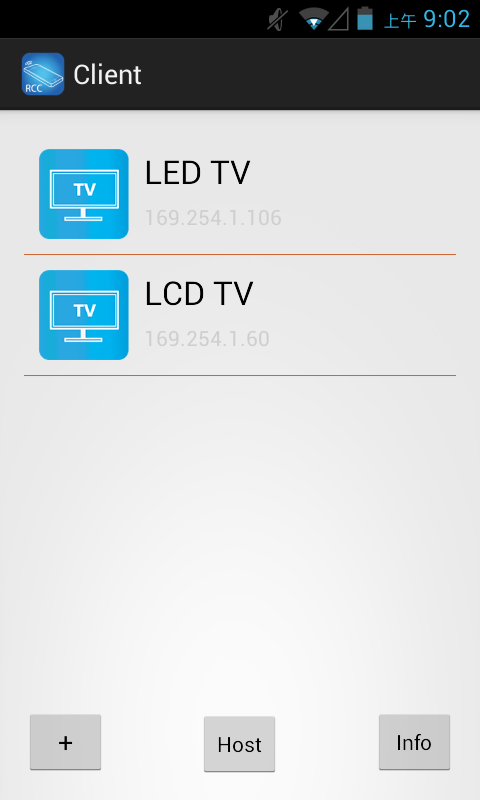 上午 9:02
RCC
Client
TV
LED TV
169.254.1.106
TV
LCD TV
169.254.1.60
+
Host
Info